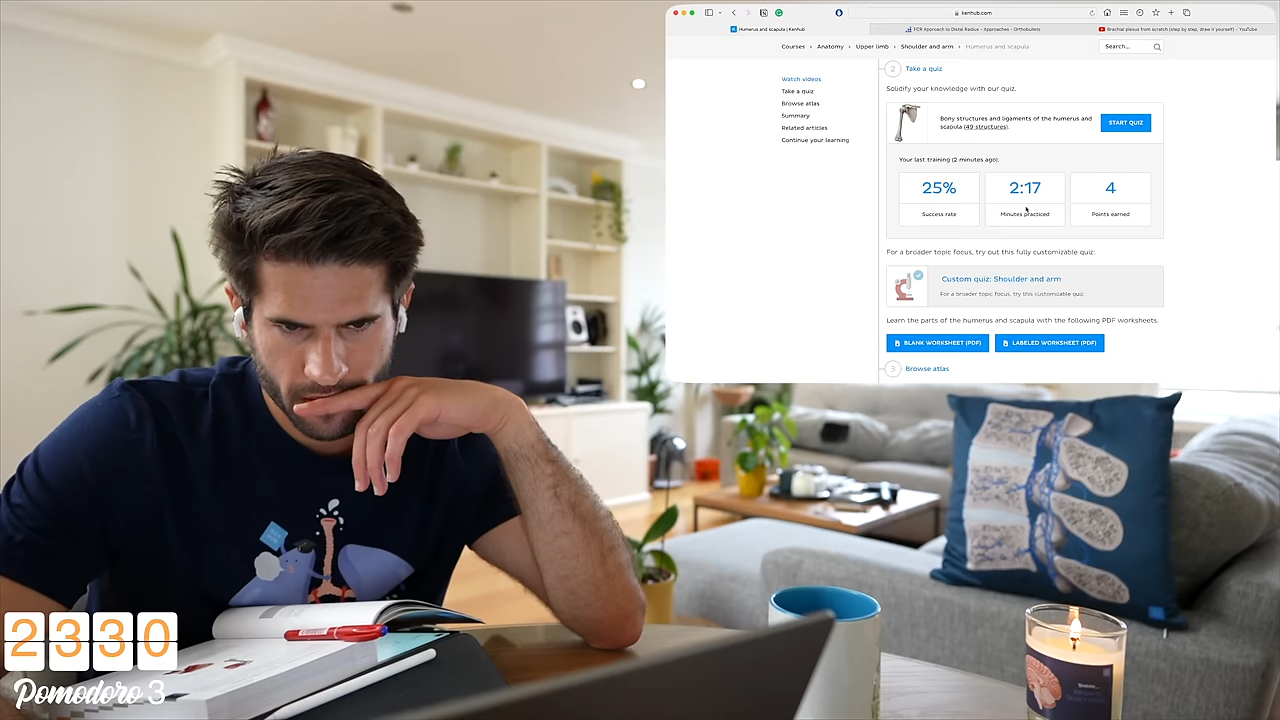 kenhub.com
Humerus and scapula | Kenhub
FCR Approach to Distal Radius - Approaches - Orthobullets
Brachial plexus from scratch (step by step, draw it yourself) - YouTube
Courses › Anatomy › Upper limb › Shoulder and arm › Humerus and scapula
Search...
Watch videos
Take a quiz
Browse atlas
Summary
Related articles
Continue your learning
2 Take a quiz
Solidify your knowledge with our quiz.
Bony structures and ligaments of the humerus and
scapula (49 structures).
START QUIZ
Your last training (2 minutes ago):
25%
Success rate
2:17
Minutes practiced
4
Points earned
For a broader topic focus, try out this fully customizable quiz:
Custom quiz: Shoulder and arm
For a broader topic focus, try this customizable quiz.
Learn the parts of the humerus and scapula with the following PDF worksheets.
BLANK WORKSHEET (PDF)
LABELED WORKSHEET (PDF)
3 Browse atlas
2330
Pomodoro 3